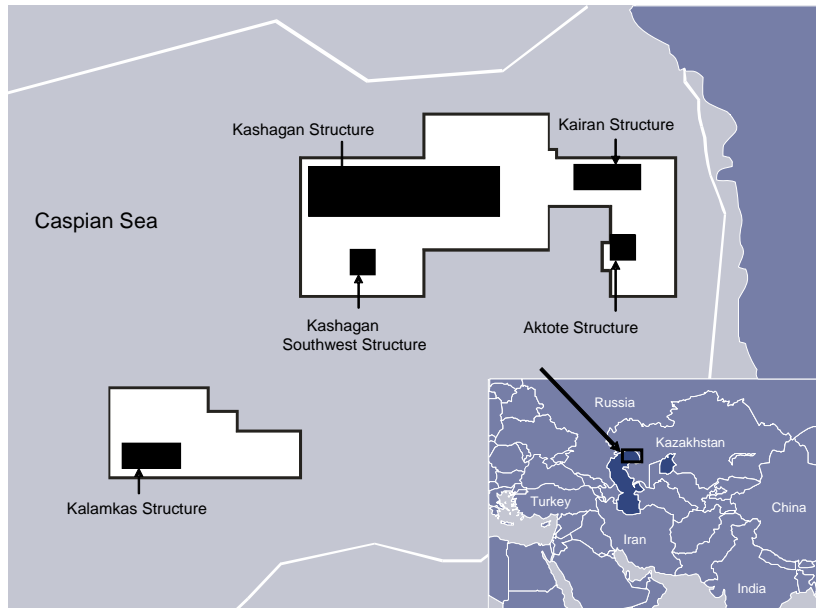 Kashagan Structure
Kairan Structure
Caspian Sea
Kashagan
Southwest Structure
Aktote Structure
Kalamkas Structure
Russia
Kazakhstan
Turkey
China
Iran
India